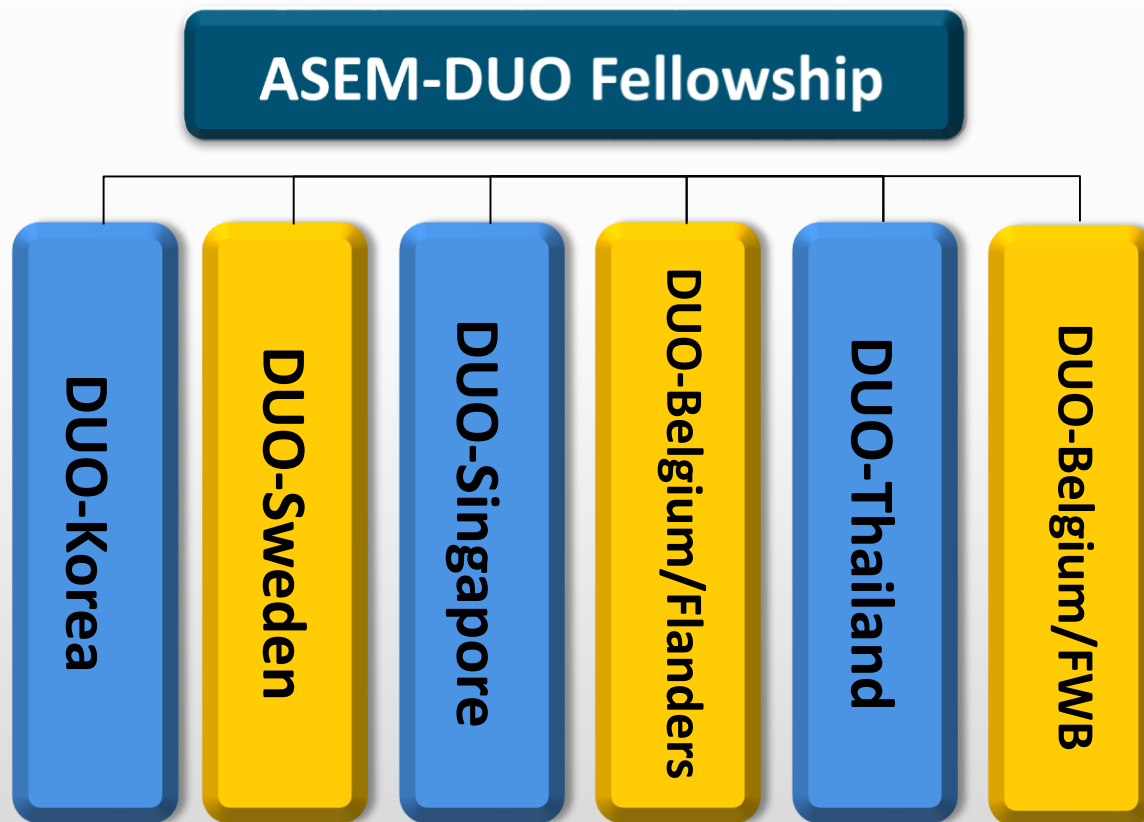 ASEM-DUO Fellowship
DUO-Korea
DUO-Sweden
DUO-Singapore
DUO-Belgium/Flanders
DUO-Thailand
DUO-Belgium/FWB